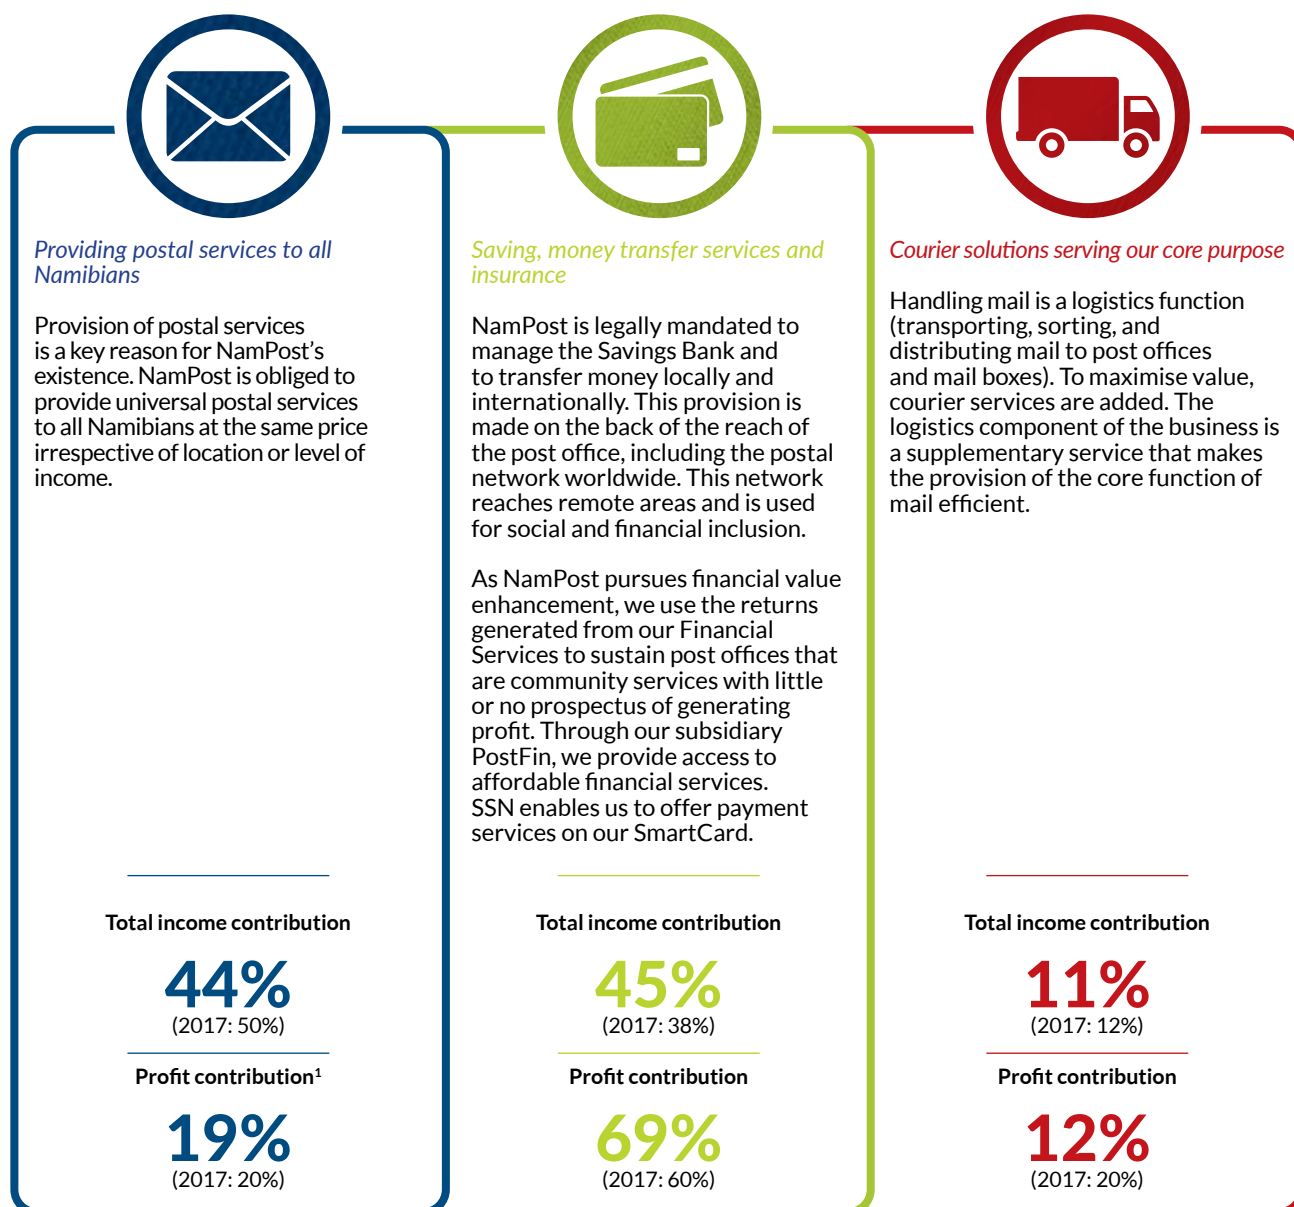 Providing postal services to all
Namibians
Provision of postal services
is a key reason for NamPost’s
existence. NamPost is obliged to
provide universal postal services
to all Namibians at the same price
irrespective of location or level of
income.
Total income contribution
44%
(2017: 50%)
Profit contribution¹
19%
(2017: 20%)
Saving, money transfer services and
insurance
NamPost is legally mandated to
manage the Savings Bank and
to transfer money locally and
internationally. This provision is
made on the back of the reach of
the post office, including the postal
network worldwide. This network
reaches remote areas and is used
for social and financial inclusion.
As NamPost pursues financial value
enhancement, we use the returns
generated from our Financial
Services to sustain post offices that
are community services with little
or no prospectus of generating
profit. Through our subsidiary
PostFin, we provide access to
affordable financial services.
SSN enables us to offer payment
services on our SmartCard.
Total income contribution
45%
(2017: 38%)
Profit contribution
69%
(2017: 60%)
Courier solutions serving our core purpose
Handling mail is a logistics function
(transporting, sorting, and
distributing mail to post offices
and mail boxes). To maximise value,
courier services are added. The
logistics component of the business is
a supplementary service that makes
the provision of the core function of
mail efficient.
Total income contribution
11%
(2017: 12%)
Profit contribution
12%
(2017: 20%)